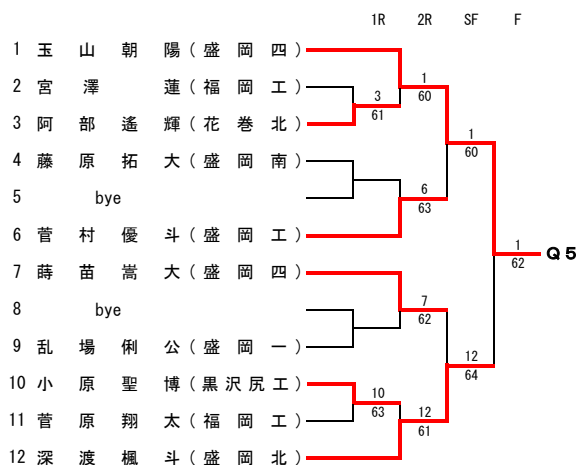 1R 2R SF F
1 玉山朝陽(盛岡四)
1
60
2 宮澤蓮(福岡工)
3
61
3 阿部遙輝(花巻北)
1
60
4 藤原拓大(盛岡南)
5 bye
6
63
6 菅村優斗(盛岡工)
1
62
Q5
7 蒔苗嵩大(盛岡四)
8 bye
7
62
9 乱場俐公(盛岡一)
12
64
10 小原聖博(黒沢尻工)
10
63
11 菅原翔太(福岡工)
12
61
12 深渡楓斗(盛岡北)